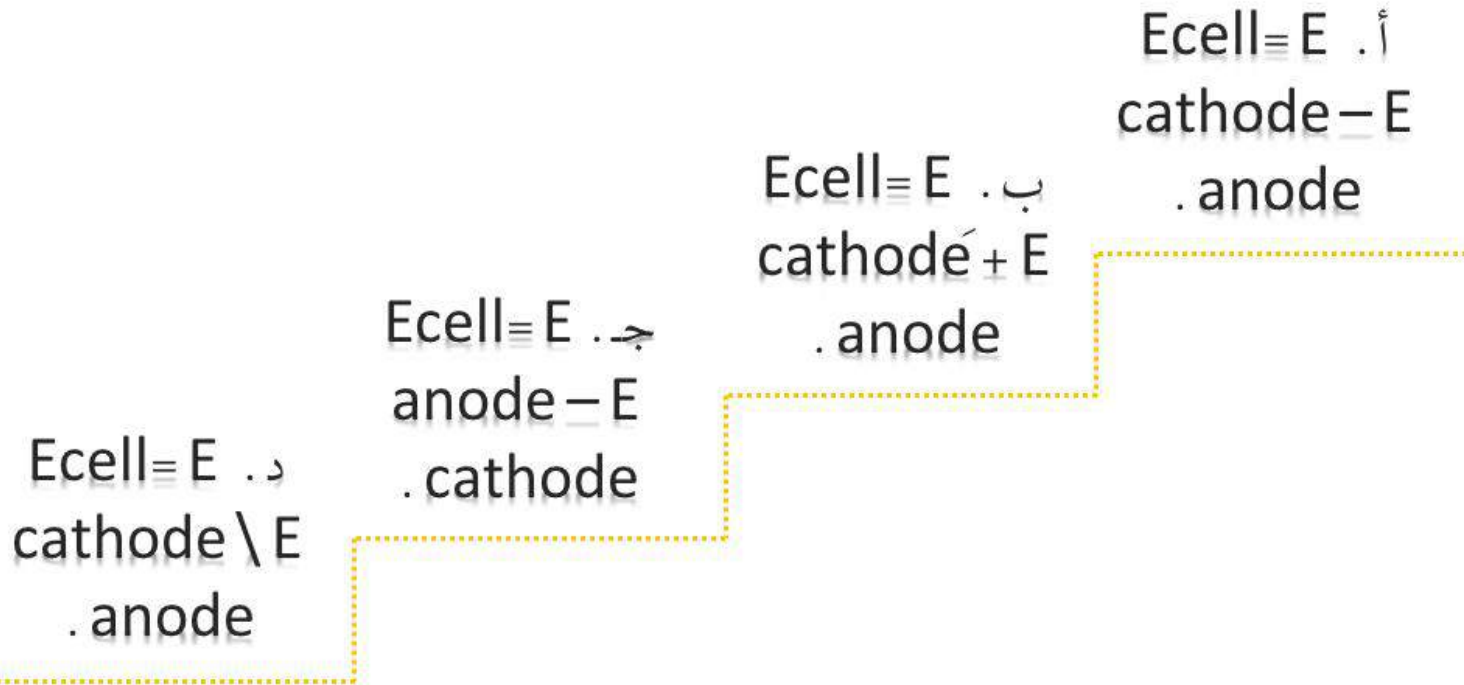 أ. Ecell≡ E
cathode – E
anode.
ب. Ecell≡ E
cathodeَ + E
anode.
جـ. Ecell≡ E
anode – E
cathode.
د. Ecell≡ E
cathode \ E
anode.